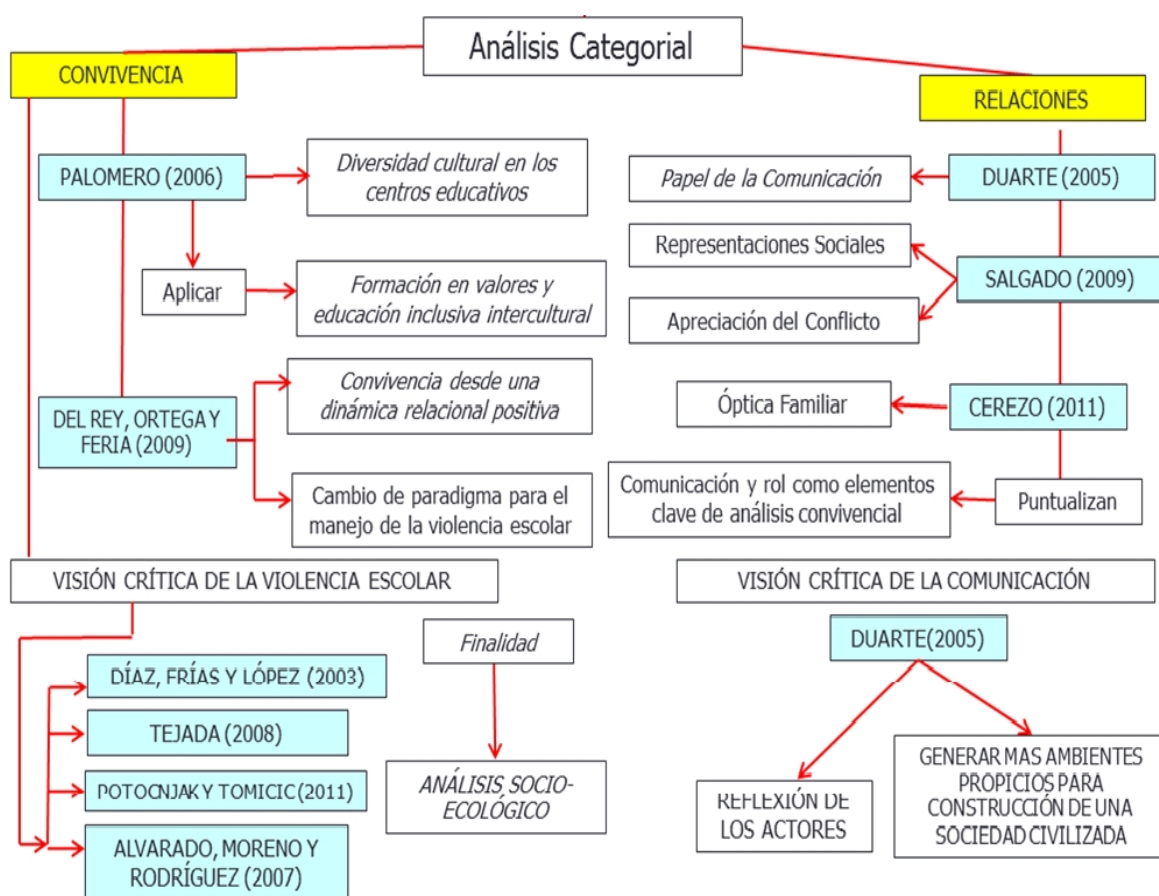 Análisis Categorial
CONVIVENCIA
RELACIONES
PALOMERO (2006)
Diversidad cultural en los
centros educativos
Aplicar
Formación en valores y
educación inclusiva intercultural
DEL REY, ORTEGA Y
FERIA (2009)
Convivencia desde una
dinámica relacional positiva
Cambio de paradigma para el
manejo de la violencia escolar
Papel de la Comunicación
DUARTE (2005)
Representaciones Sociales
SALGADO (2009)
Apreciación del Conflicto
Óptica Familiar
CEREZO (2011)
Comunicación y rol como elementos
clave de análisis convivencial
Puntualizan
VISIÓN CRÍTICA DE LA VIOLENCIA ESCOLAR
DÍAZ, FRÍAS Y LÓPEZ (2003)
TEJADA (2008)
POTOCNJAK Y TOMICIC (2011)
ALVARADO, MORENO Y
RODRÍGUEZ (2007)
Finalidad
ANÁLISIS SOCIO-
ECOLÓGICO
VISIÓN CRÍTICA DE LA COMUNICACIÓN
DUARTE(2005)
REFLEXIÓN DE
LOS ACTORES
GENERAR MAS AMBIENTES
PROPICIOS PARA
CONSTRUCCIÓN DE UNA
SOCIEDAD CIVILIZADA